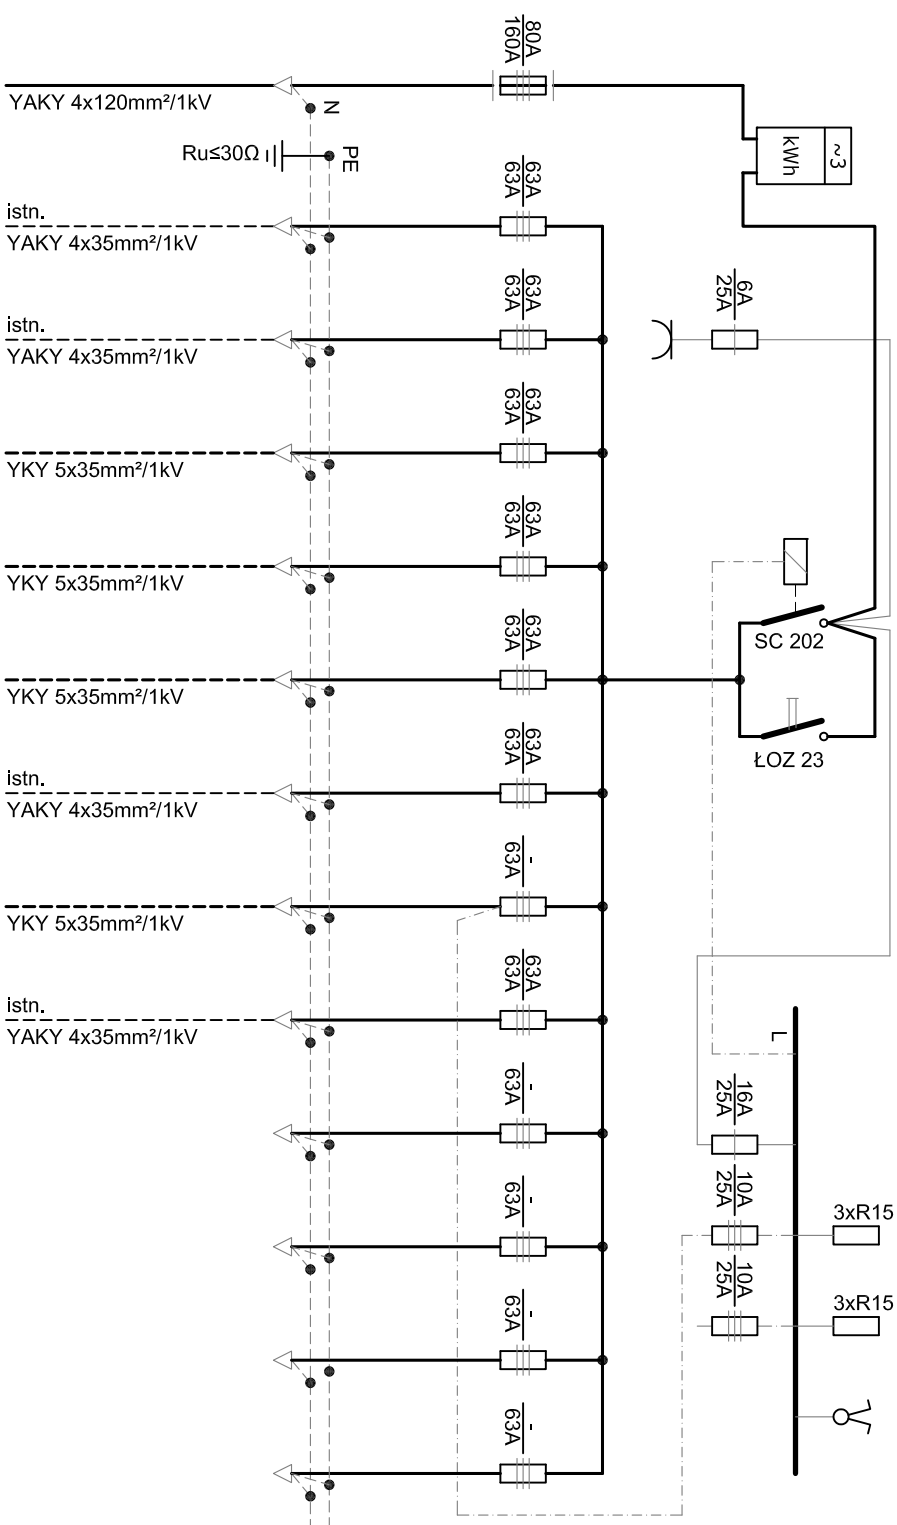 80A
160A
YAKY 4x120mm²/1kV
N
kWh
~3
Ru≤30Ω
PE
63A
63A
istn.
YAKY 4x35mm²/1kV
6A
25A
63A
63A
istn.
YAKY 4x35mm²/1kV
63A
63A
YKY 5x35mm²/1kV
63A
63A
YKY 5x35mm²/1kV
SC 202
63A
63A
YKY 5x35mm²/1kV
ŁOZ 23
63A
63A
istn.
YAKY 4x35mm²/1kV
-
63A
YKY 5x35mm²/1kV
63A
63A
istn.
YAKY 4x35mm²/1kV
L
-
63A
16A
25A
-
63A
10A
25A
3xR15
-
63A
10A
25A
3xR15
-
63A